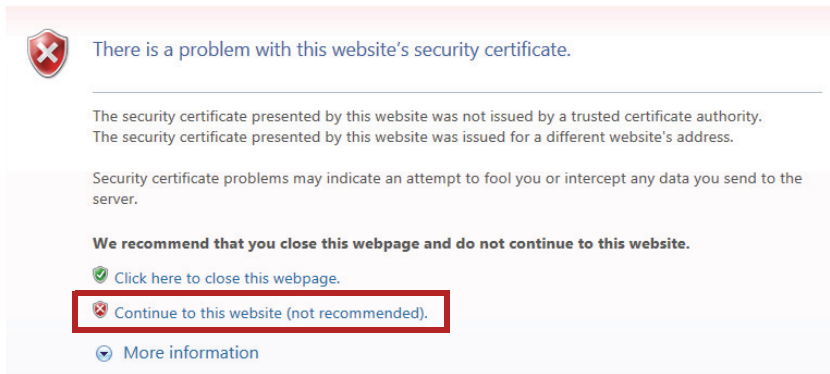 There is a problem with this website's security certificate.
The security certificate presented by this website was not issued by a trusted certificate authority.
The security certificate presented by this website was issued for a different website's address.
Security certificate problems may indicate an attempt to fool you or intercept any data you send to the
server.
We recommend that you close this webpage and do not continue to this website.
Click here to close this webpage.
Continue to this website (not recommended).
More information